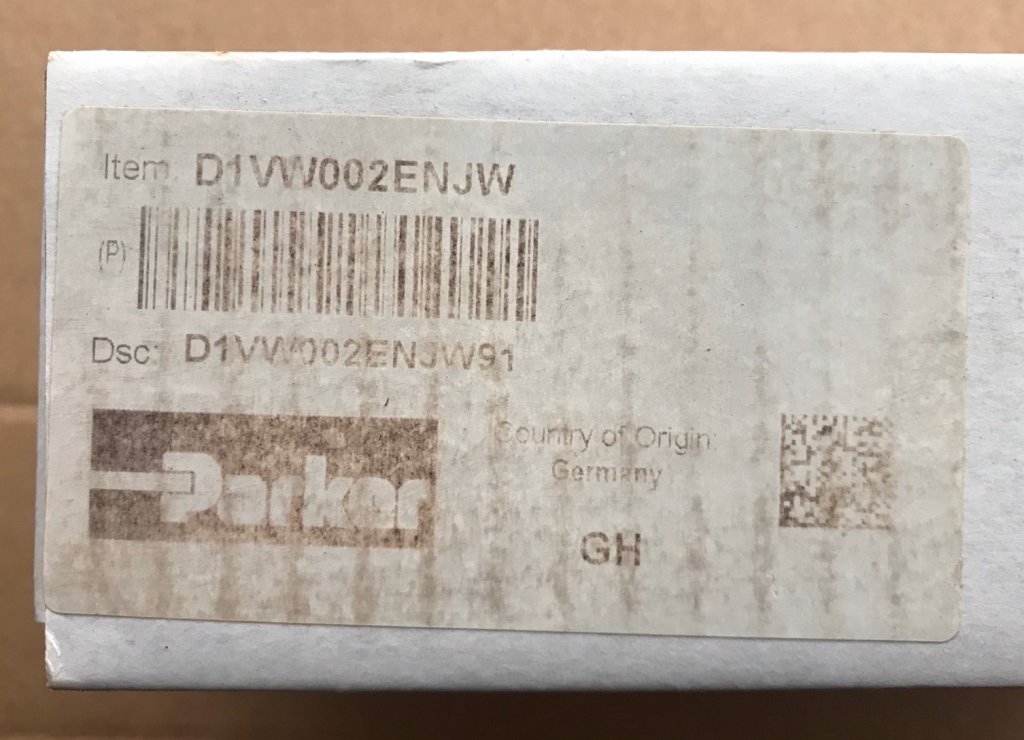 Item: D1VW002ENJW
(P)
Dsc: D1VW002ENJW91
Parker
Country of Origin:
Germany
GH